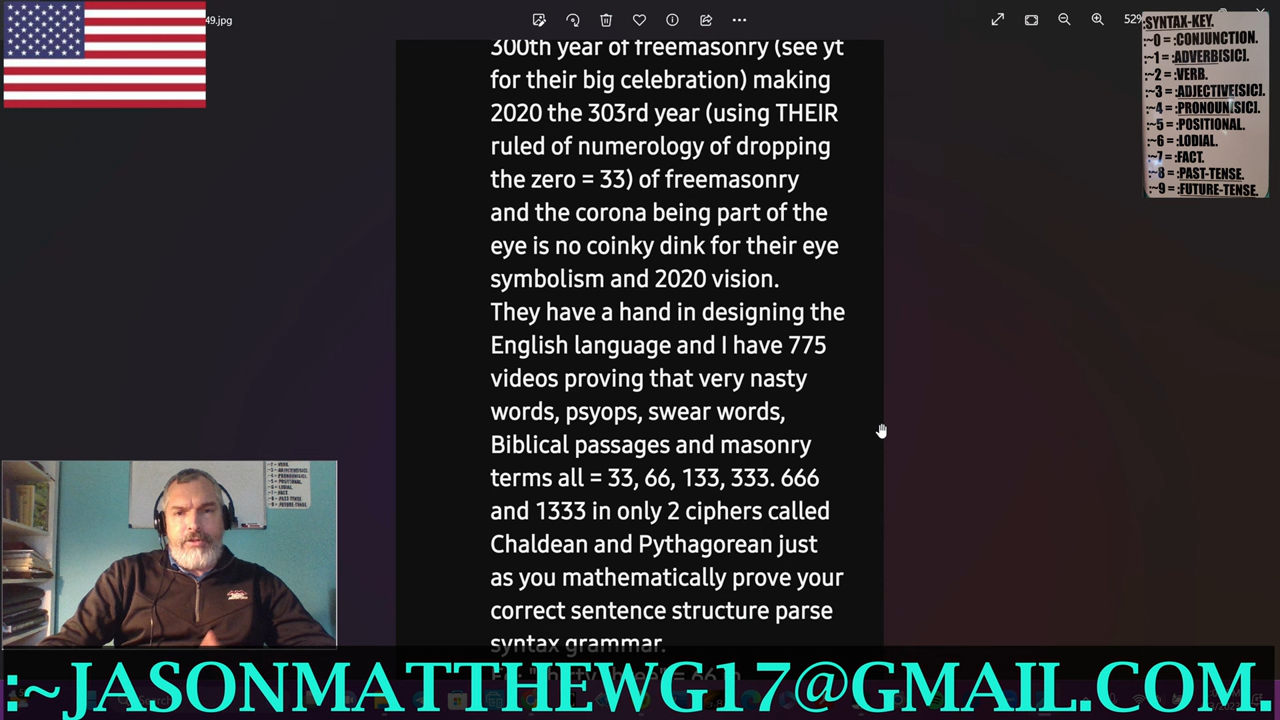 49.jpg
52%
300th year of freemasonry (see yt
for their big celebration) making
2020 the 303rd year (using THEIR
ruled of numerology of dropping
the zero = 33) of freemasonry
and the corona being part of the
eye is no coinky dink for their eye
symbolism and 2020 vision.
They have a hand in designing the
English language and I have 775
videos proving that very nasty
words, psyops, swear words,
Biblical passages and masonry
terms all = 33, 66, 133, 333. 666
and 1333 in only 2 ciphers called
Chaldean and Pythagorean just
as you mathematically prove your
correct sentence structure parse
syntax grammar.
:SYNTAX-KEY.
:~0 = :CONJUNCTION.
:~1 = :ADVERB[SIC].
:~2 = :VERB.
:~3 = :ADJECTIVE[SIC].
:~4 = :PRONOUN[SIC].
:~5 = :POSITIONAL.
:~6 = :LODIAL.
:~7 = :FACT.
:~8 = :PAST-TENSE.
:~9 = :FUTURE-TENSE.
:~JASONMATTHEWG17@GMAIL.COM.